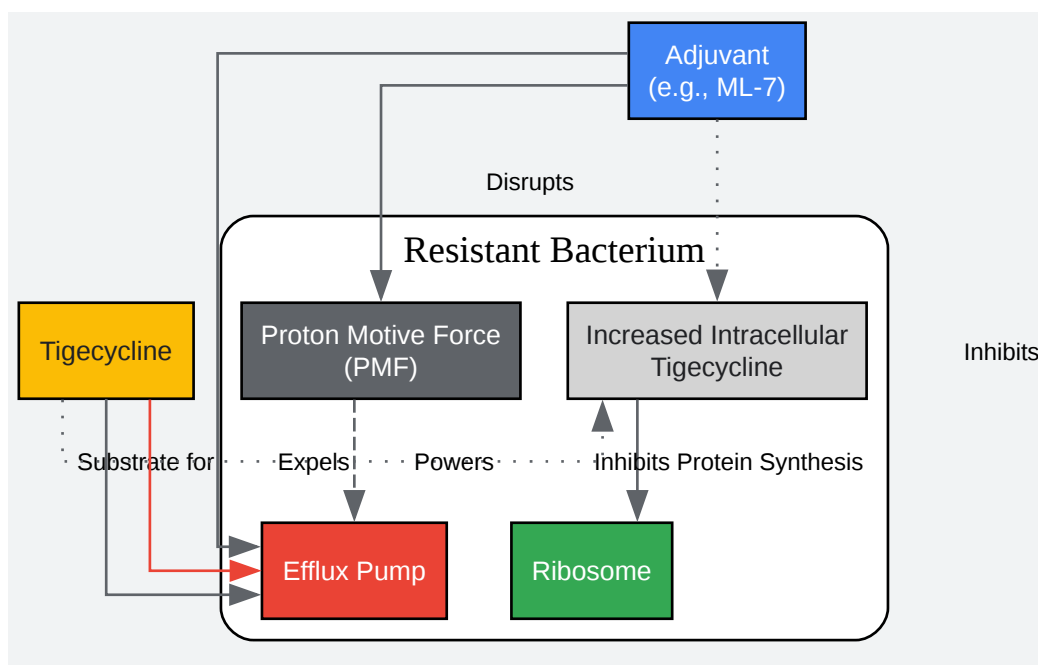 Adjuvant
(e.g., ML-7)
Disrupts
Resistant Bacterium
Tigecycline
Proton Motive Force
(PMF)
Increased Intracellular
Tigecycline
Inhibits
Substrate for
Expels
Powers
Inhibits Protein Synthesis
Efflux Pump
Ribosome